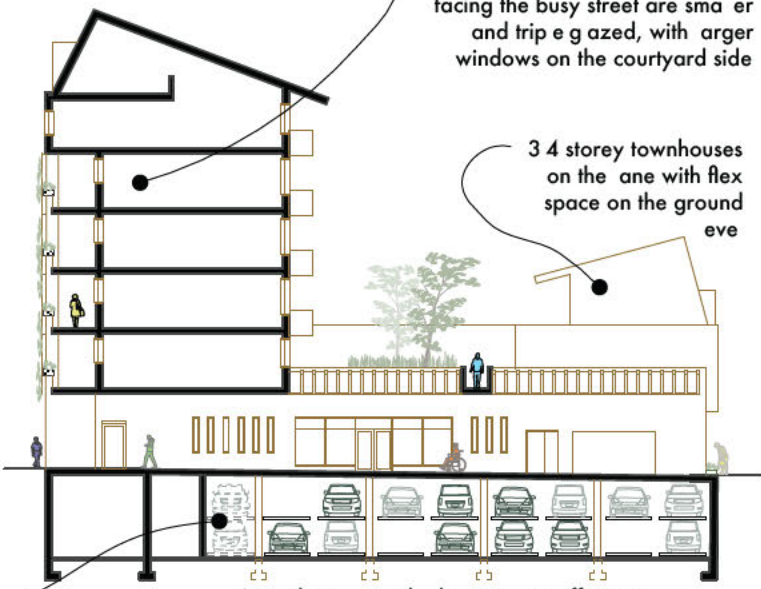 facing the busy street are sma er
and trip e g azed, with arger
windows on the courtyard side
3 4 storey townhouses
on the ane with flex
space on the ground
eve